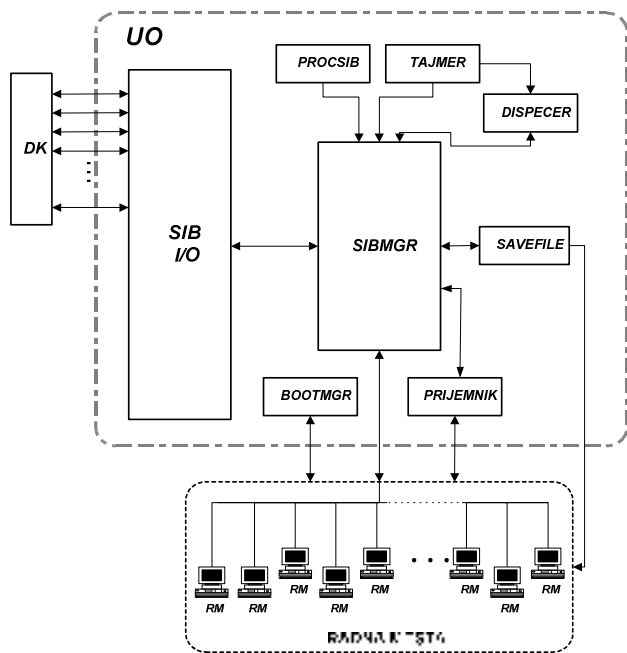 UO
PROCSIB
TAJMER
DISPECER
DK
SIB
I/O
SIBMGR
SAVEFILE
BOOTMGR
PRIJEMNIK
RM
RM
RM
RM
RM
RM
RM
RM